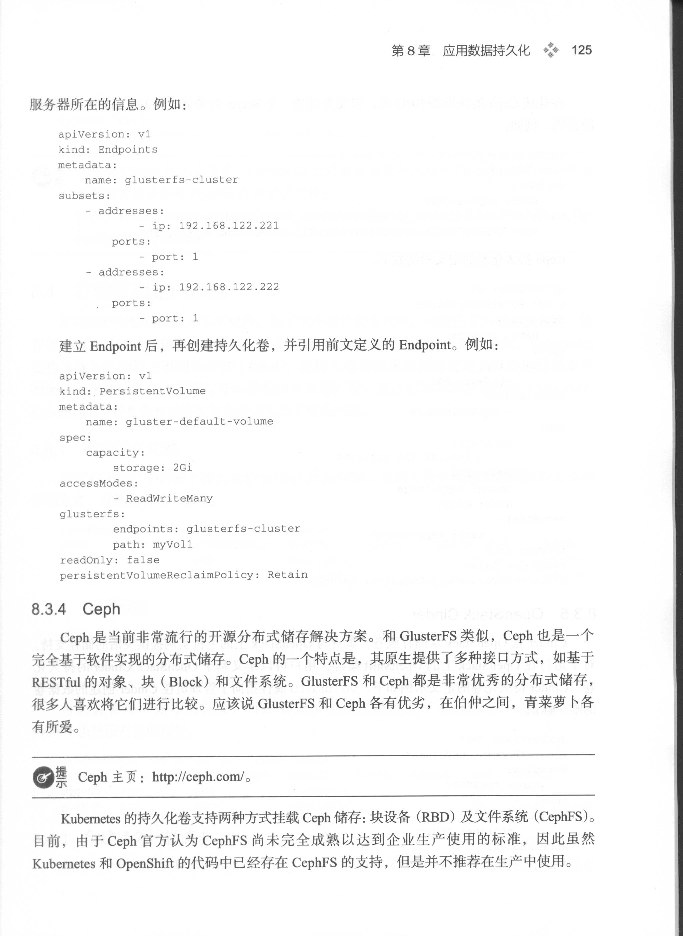 第 8 章 应用数据持久化 125
服务器所在的信息。例如：
apiVersion: v1
kind: Endpoints
metadata:
name: glusterfs-cluster
subsets:
- addresses:
- ip: 192.168.122.221
ports:
- port: 1
- addresses:
- ip: 192.168.122.222
ports:
- port: 1
建立 Endpoint 后，再创建持久化卷，并引用前文定义的 Endpoint。例如：
apiVersion: v1
kind: PersistentVolume
metadata:
name: gluster-default-volume
spec:
capacity:
storage: 2Gi
accessModes:
- ReadWriteMany
glusterfs:
endpoints: glusterfs-cluster
path: myVol1
readOnly: false
persistentVolumeReclaimPolicy: Retain
8.3.4 Ceph
Ceph 是当前非常流行的开源分布式储存解决方案。和 GlusterFS 类似，Ceph 也是一个
完全基于软件实现的分布式储存。Ceph 的一个特点是，其原生提供了多种接口方式，如基于
RESTful 的对象、块（Block）和文件系统。GlusterFS 和 Ceph 都是非常优秀的分布式储存，
很多人喜欢将它们进行比较。应该说 GlusterFS 和 Ceph 各有优劣，在伯仲之间，青菜萝卜各
有所爱。
提示 Ceph 主页：http://ceph.com/。
Kubernetes 的持久化卷支持两种方式挂载 Ceph 储存：块设备（RBD）及文件系统（CephFS）。
目前，由于 Ceph 官方认为 CephFS 尚未完全成熟以达到企业生产使用的标准，因此虽然
Kubernetes 和 OpenShift 的代码中已经存在 CephFS 的支持，但是并不推荐在生产中使用。